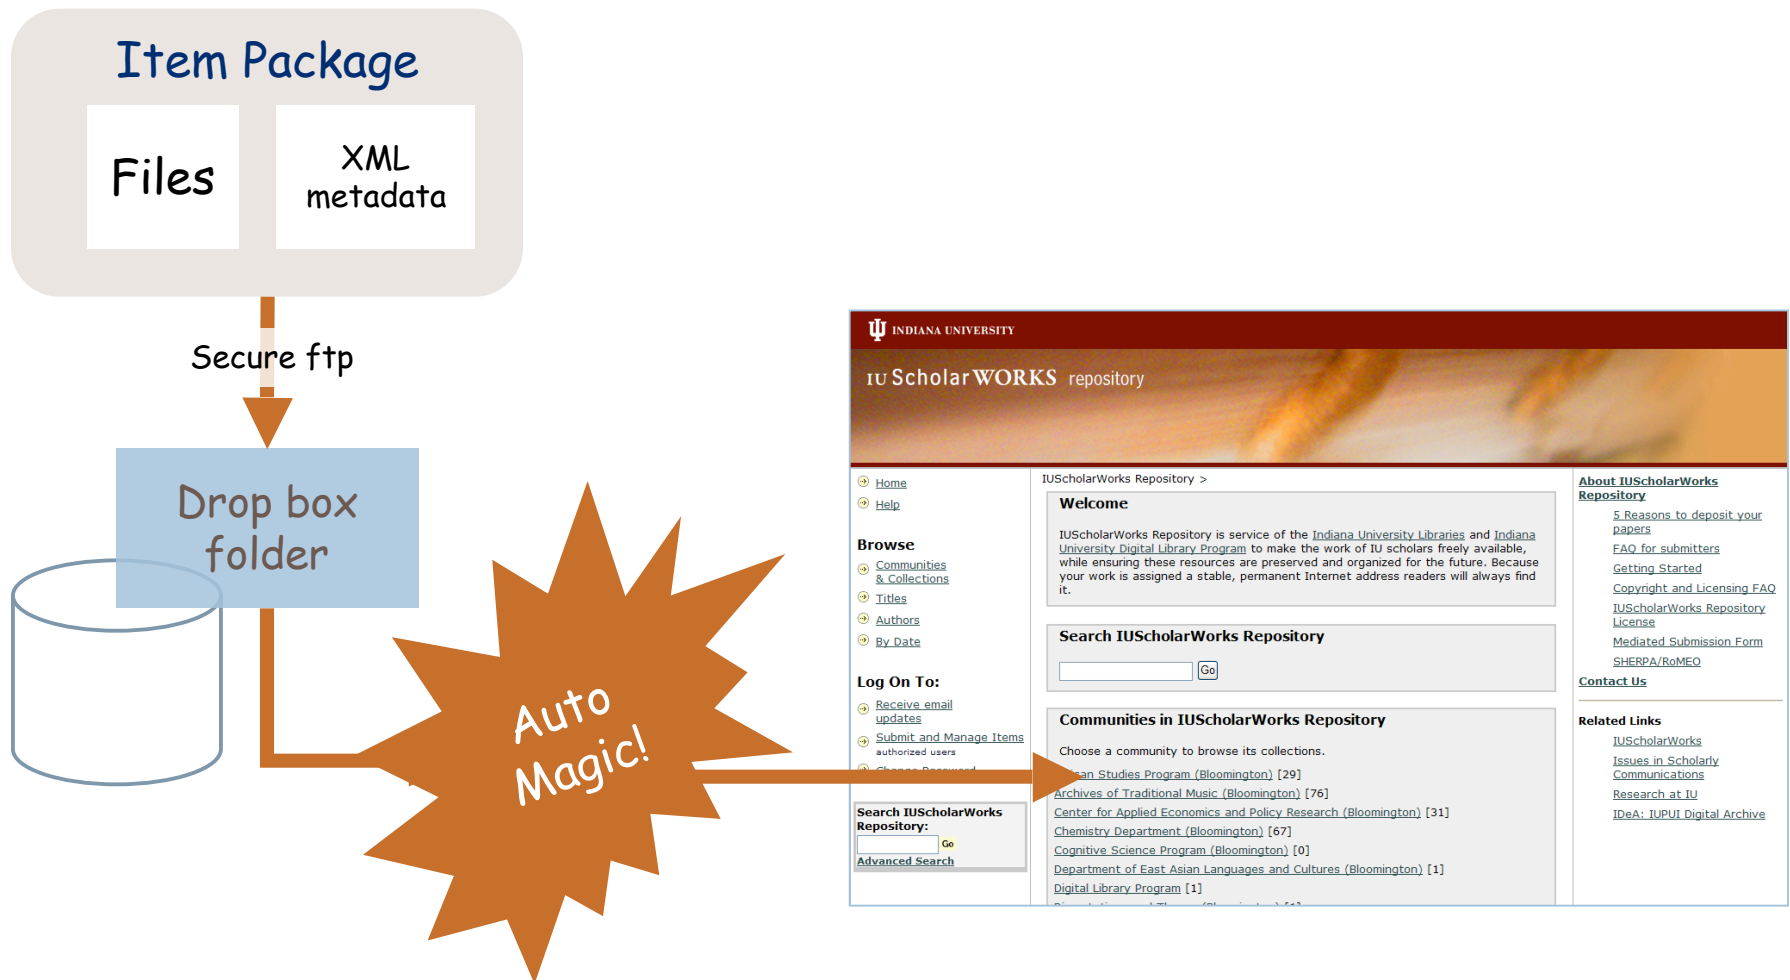 Item Package
Files
XML
metadata
Secure ftp
Drop box
folder
Auto
Magic!
INDIANA UNIVERSITY
IU ScholarWORKS repository
Home
Help
Browse
Communities
& Collections
Titles
Authors
By Date
Log On To:
Receive email
updates
Submit and Manage Items
authorized users
Change Password
Search IUScholarWorks
Repository:
Go
Advanced Search
IUScholarWorks Repository >
Welcome
IUScholarWorks Repository is service of the Indiana University Libraries and Indiana
University Digital Library Program to make the work of IU scholars freely available,
while ensuring these resources are preserved and organized for the future. Because
your work is assigned a stable, permanent Internet address readers will always find
it.
Search IUScholarWorks Repository
Go
Communities in IUScholarWorks Repository
Choose a community to browse its collections.
Studies Program (Bloomington) [29]
Archives of Traditional Music (Bloomington) [76]
Center for Applied Economics and Policy Research (Bloomington) [31]
Chemistry Department (Bloomington) [67]
Cognitive Science Program (Bloomington) [0]
Department of East Asian Languages and Cultures (Bloomington) [1]
Digital Library Program [1]
About IUScholarWorks
Repository
5 Reasons to deposit your
papers
FAQ for submitters
Getting Started
Copyright and Licensing FAQ
IUScholarWorks Repository
License
Mediated Submission Form
SHERPA/RoMEO
Contact Us
Related Links
IUScholarWorks
Issues in Scholarly
Communications
Research at IU
IDeA: IUPUI Digital Archive